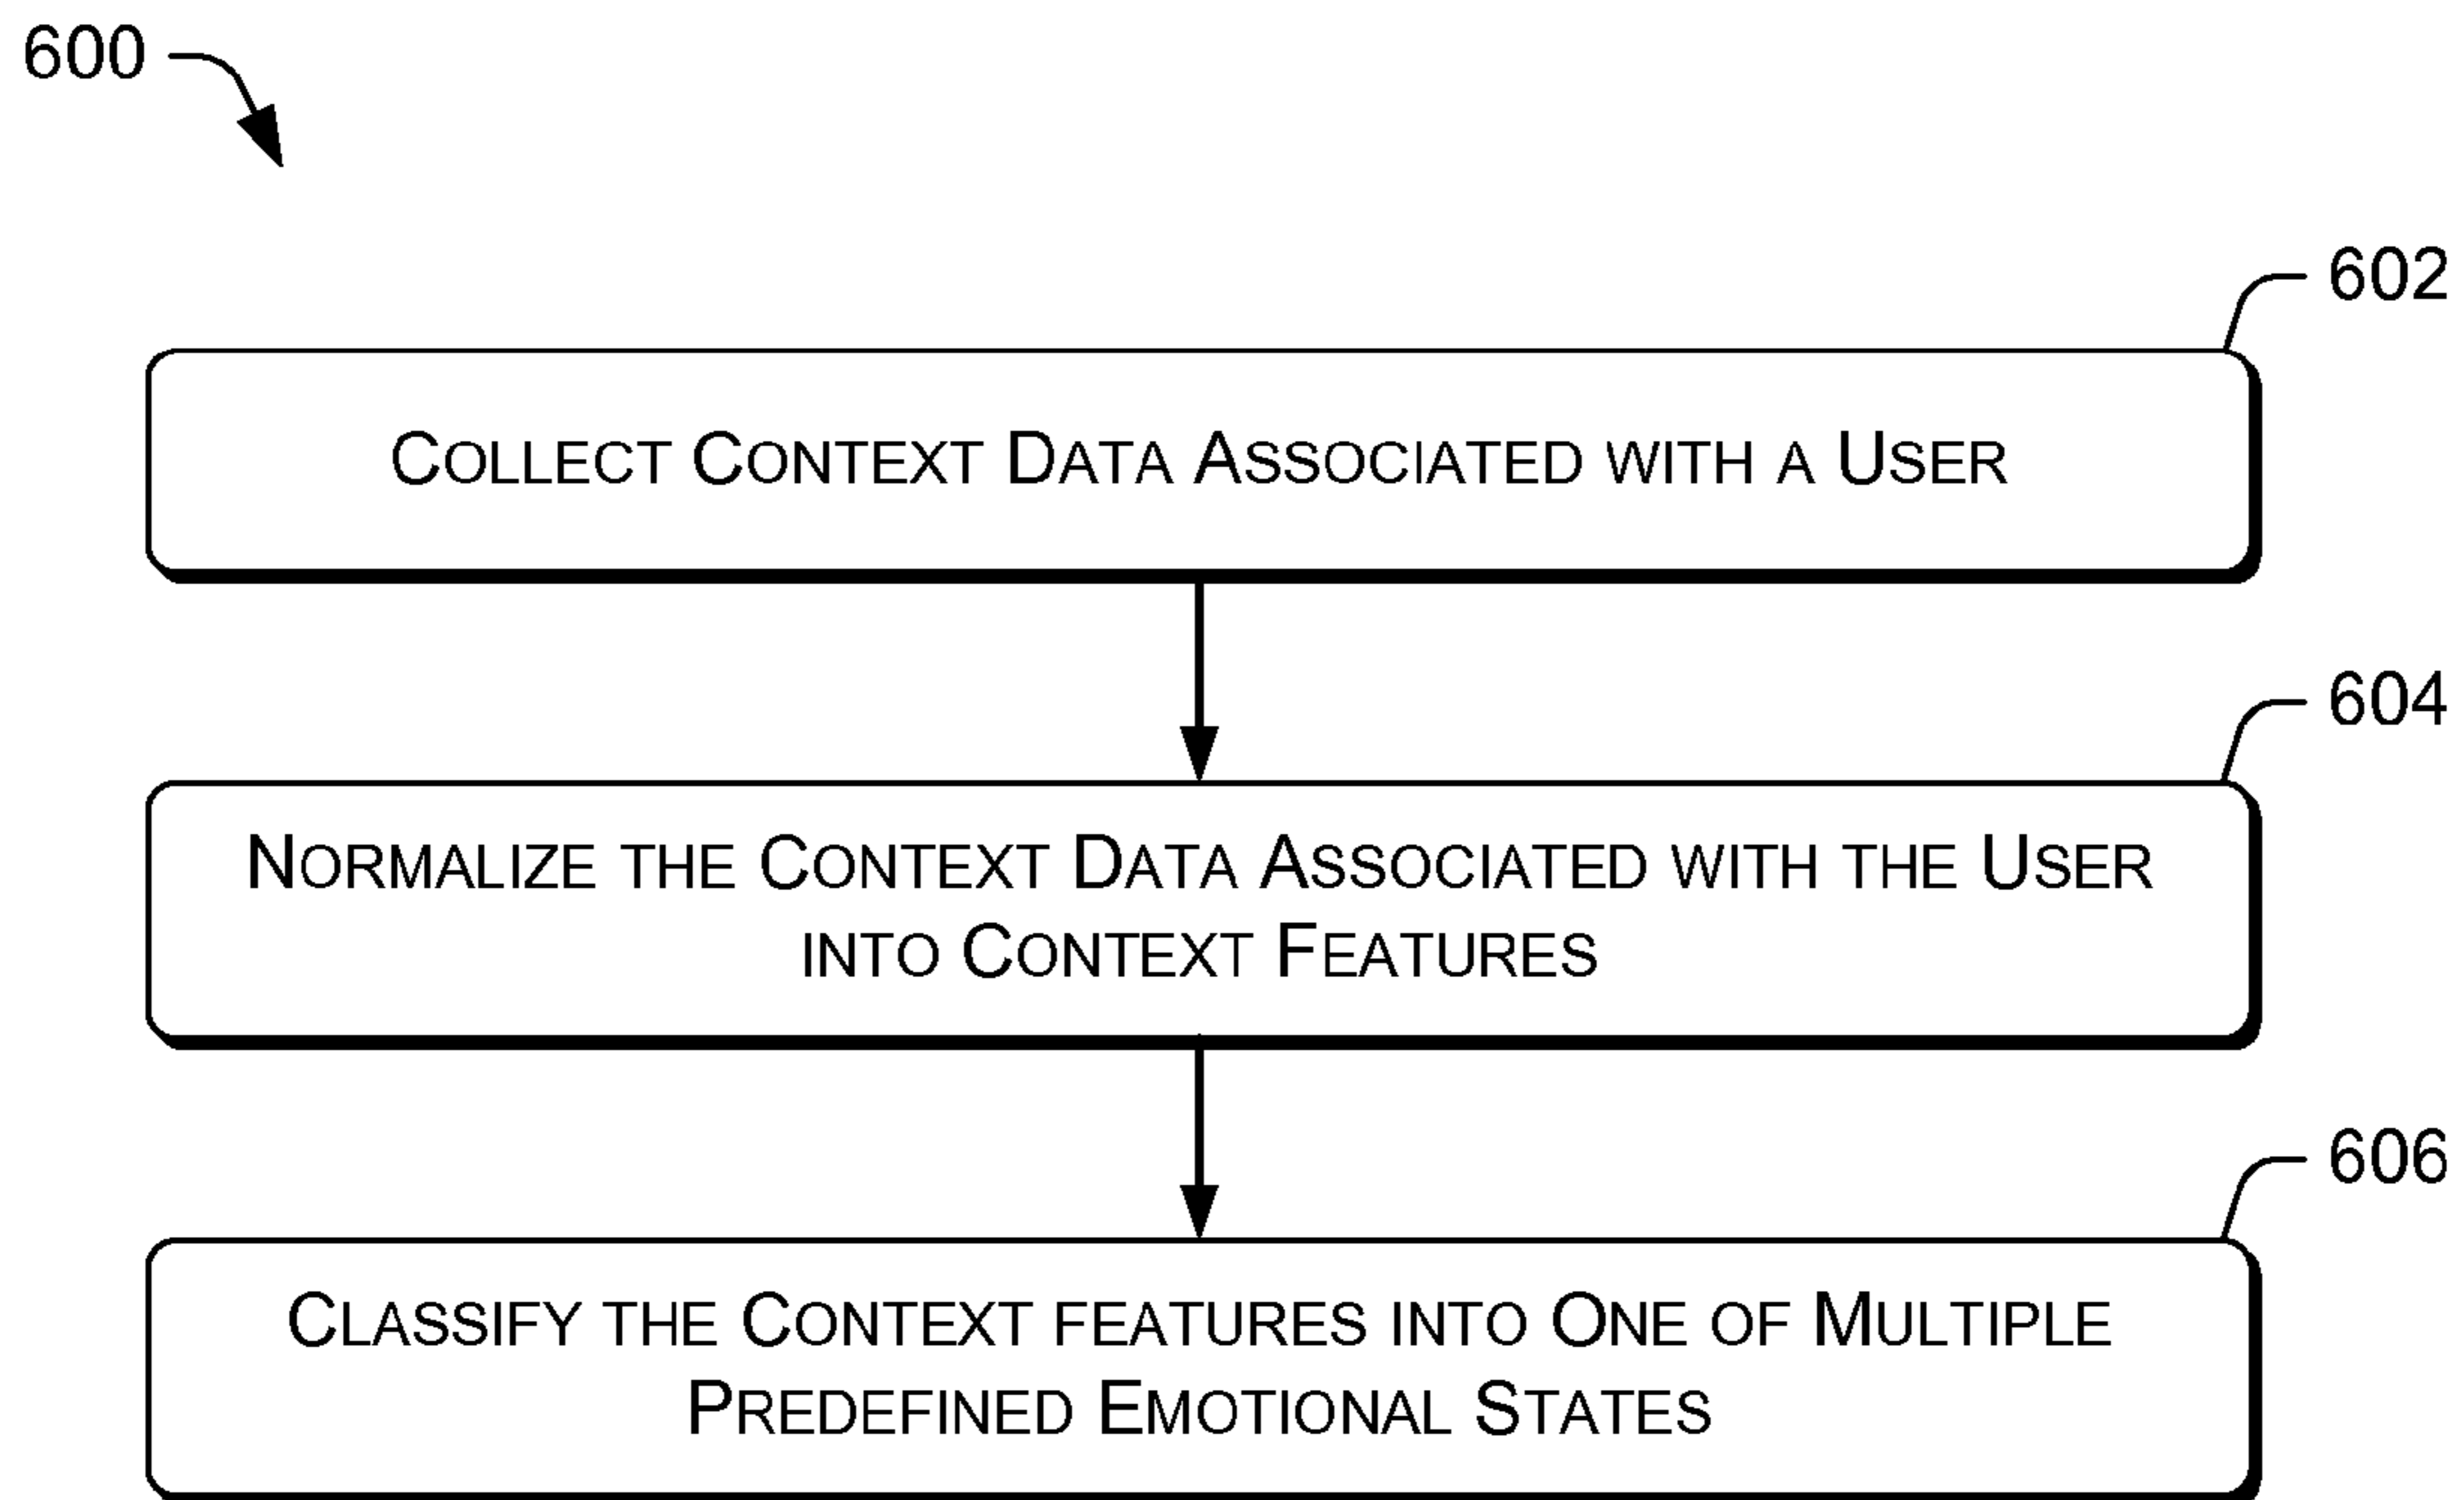 600
602
COLLECT CONTEXT DATA ASSOCIATED WITH A USER
604
NORMALIZE THE CONTEXT DATA ASSOCIATED WITH THE USER
INTO CONTEXT FEATURES
606
CLASSIFY THE CONTEXT FEATURES INTO ONE OF MULTIPLE
PREDEFINED EMOTIONAL STATES